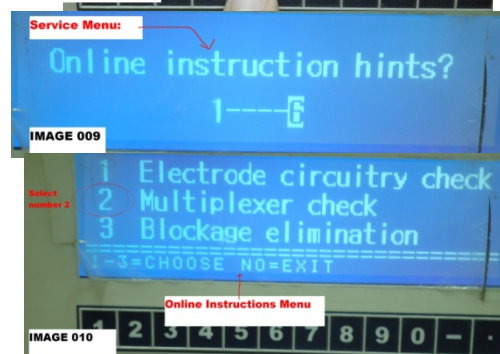 Service Menu:
Online instruction hints?
1----6
IMAGE 009
1 Electrode circuitry check
Select
number 2
2 Multiplexer check
3 Blockage elimination
1-3=CHOOSE NO=EXIT
Online Instructions Menu
IMAGE 010
1 2 3 4 5 6 7 8 9 0 - .